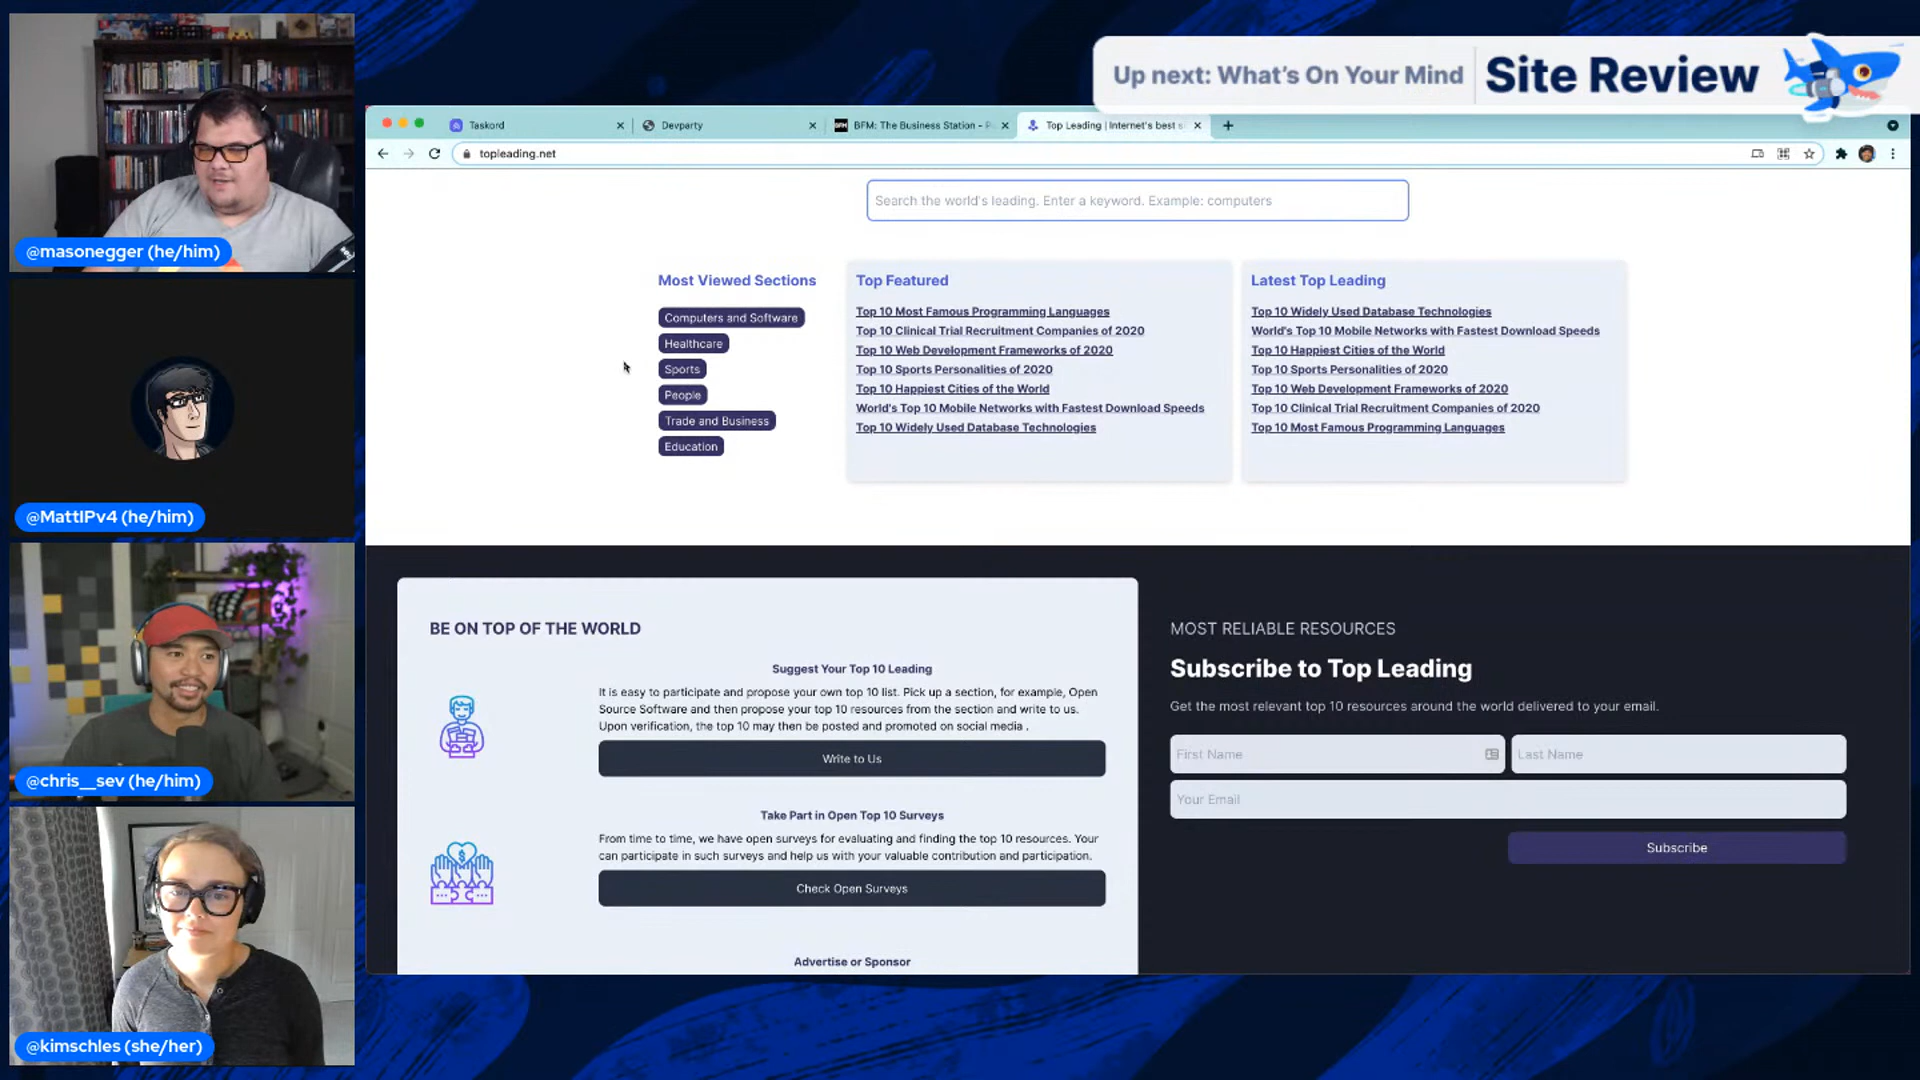 Up next: What's On Your Mind
Site Review
Taskord
Devparty
BFM: The Business Station - P
Top Leading | Internet's best s
topleading.net
Search the world's leading. Enter a keyword. Example: computers
Most Viewed Sections
Computers and Software
Healthcare
Sports
People
Trade and Business
Education
Top Featured
Top 10 Most Famous Programming Languages
Top 10 Clinical Trial Recruitment Companies of 2020
Top 10 Web Development Frameworks of 2020
Top 10 Sports Personalities of 2020
Top 10 Happiest Cities of the World
World's Top 10 Mobile Networks with Fastest Download Speeds
Top 10 Widely Used Database Technologies
Latest Top Leading
Top 10 Widely Used Database Technologies
World's Top 10 Mobile Networks with Fastest Download Speeds
Top 10 Happiest Cities of the World
Top 10 Sports Personalities of 2020
Top 10 Web Development Frameworks of 2020
Top 10 Clinical Trial Recruitment Companies of 2020
Top 10 Most Famous Programming Languages
BE ON TOP OF THE WORLD
Suggest Your Top 10 Leading
It is easy to participate and propose your own top 10 list. Pick up a section, for example, Open
Source Software and then propose your top 10 resources from the section and write to us.
Upon verification, the top 10 may then be posted and promoted on social media .
Write to Us
Take Part in Open Top 10 Surveys
From time to time, we have open surveys for evaluating and finding the top 10 resources. Your
can participate in such surveys and help us with your valuable contribution and participation.
Check Open Surveys
Advertise or Sponsor
MOST RELIABLE RESOURCES
Subscribe to Top Leading
Get the most relevant top 10 resources around the world delivered to your email.
First Name
Last Name
Your Email
Subscribe
@masonegger (he/him)
@MattIPv4 (he/him)
@chris__sev (he/him)
@kimschles (she/her)